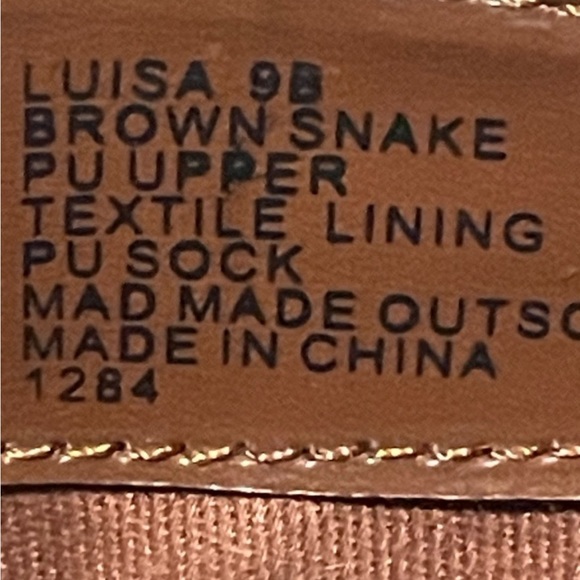 LUISA 9B
BROWN SNAKE
PU UPPER
TEXTILE LINING
PU SOCK
MAD MADE OUTSO
MADE IN CHINA
1284